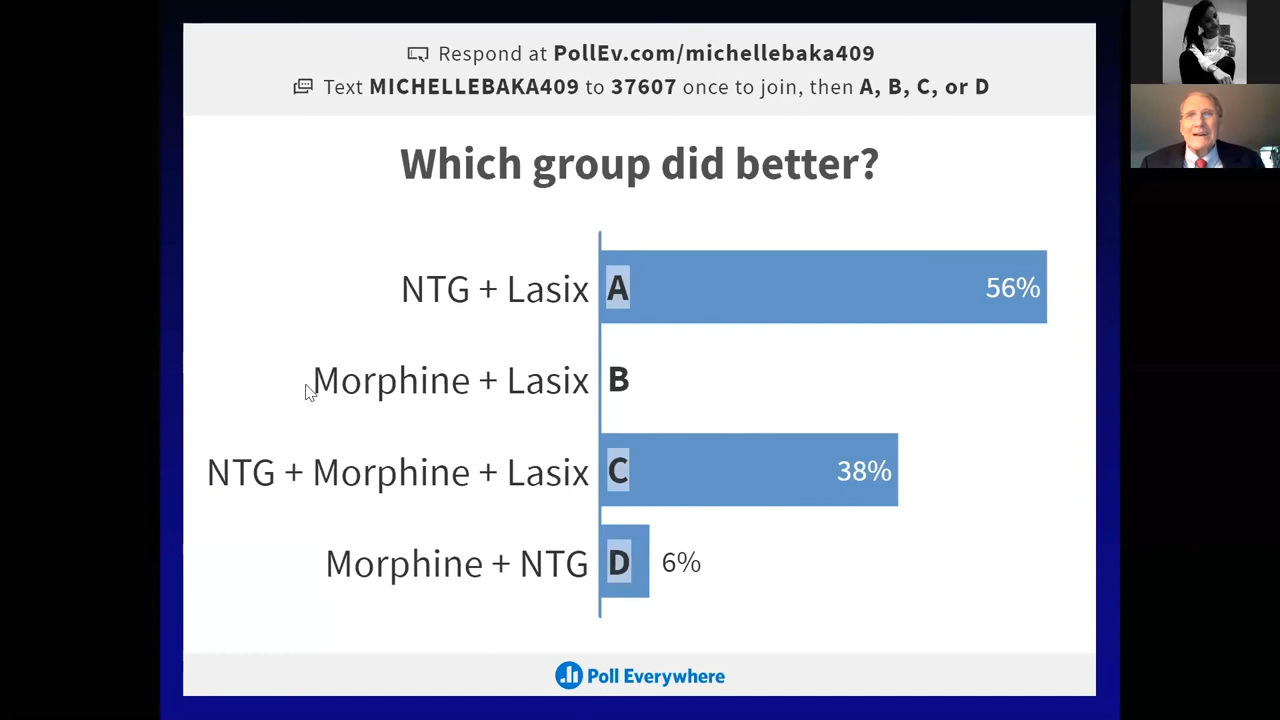 Respond at PollEv.com/michellebaka409
Text MICHELLEBAKA409 to 37607 once to join, then A, B, C, or D
Which group did better?
NTG + Lasix A 56%
Morphine + Lasix B
NTG + Morphine + Lasix C 38%
Morphine + NTG D 6%
Poll Everywhere